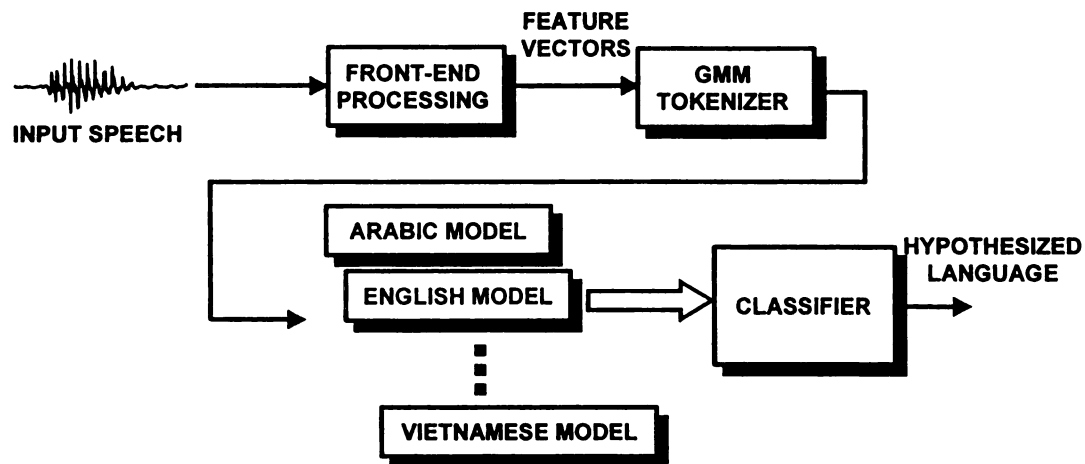 INPUT SPEECH
FRONT-END
PROCESSING
FEATURE
VECTORS
GMM
TOKENIZER
ARABIC MODEL
ENGLISH MODEL
VIETNAMESE MODEL
CLASSIFIER
HYPOTHESIZED
LANGUAGE